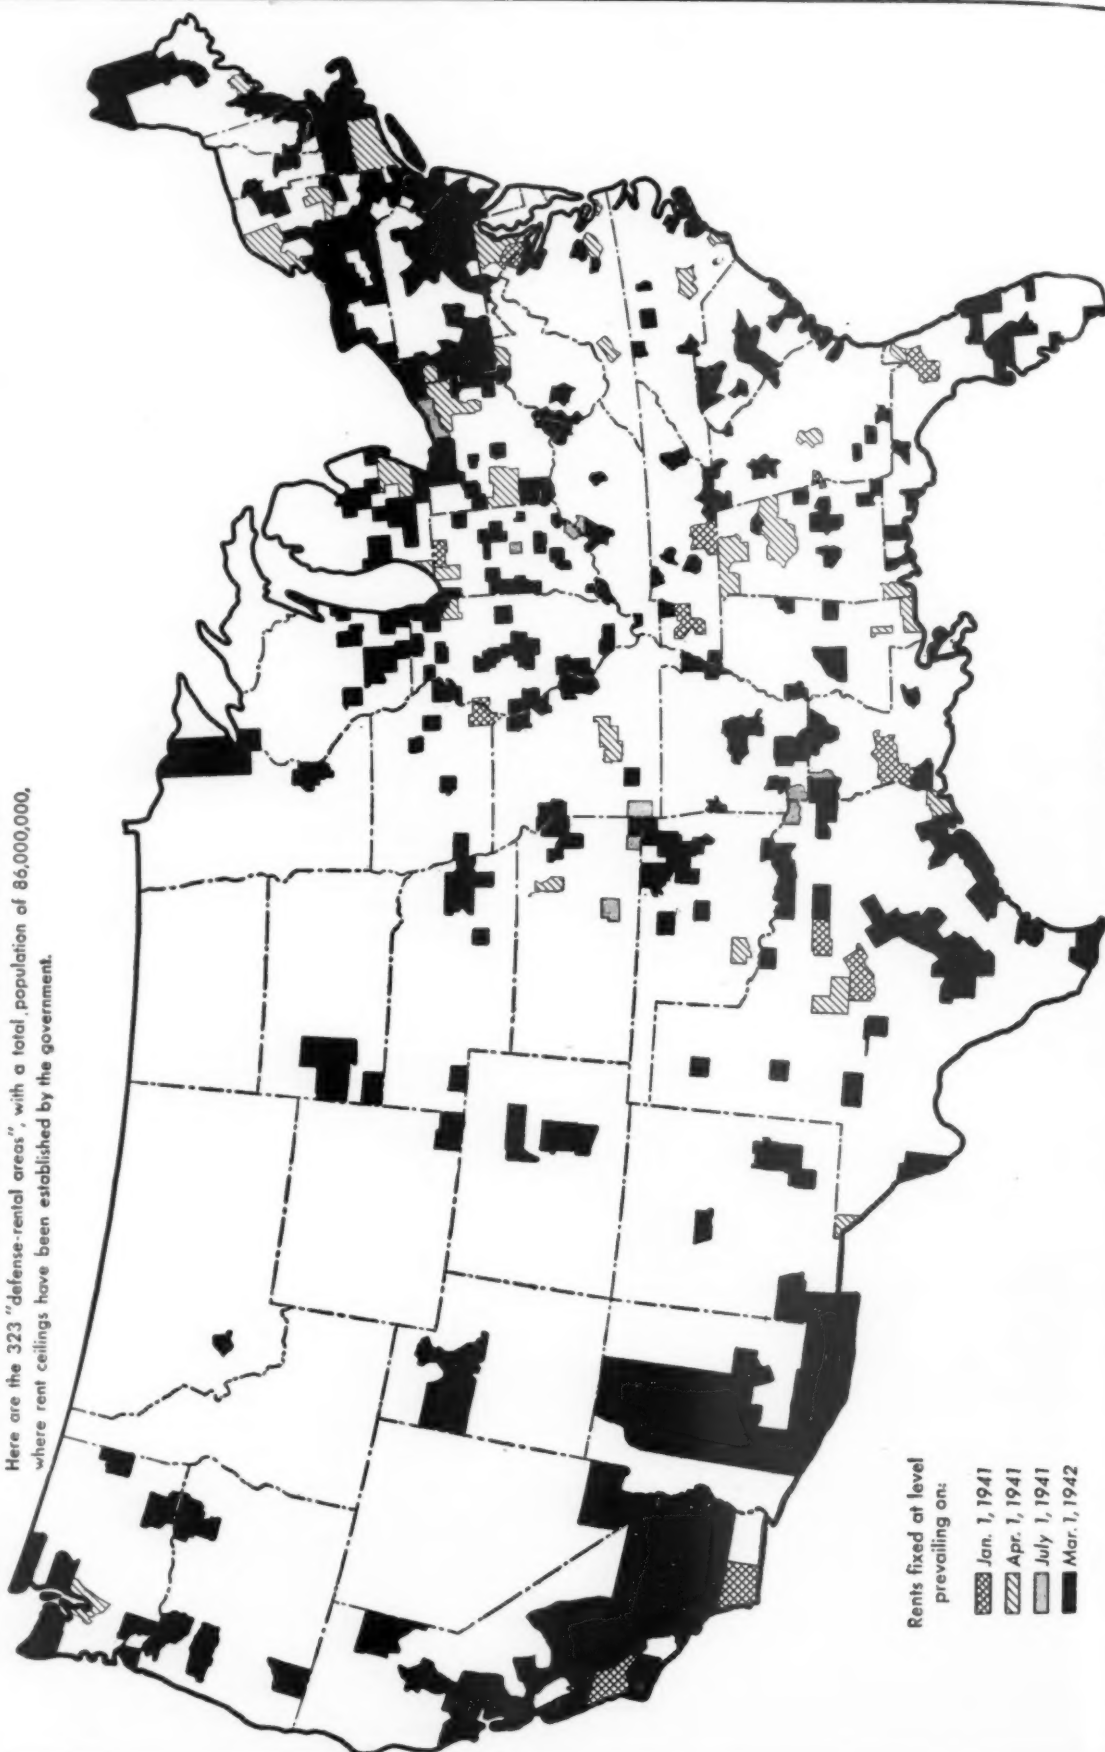 Here are the 323 "defense-rental areas", with a total population of 86,000,000,
where rent ceilings have been established by the government.
Rents fixed at level
prevailing on:
Jan. 1, 1941
Apr. 1, 1941
July 1, 1941
Mar. 1, 1942